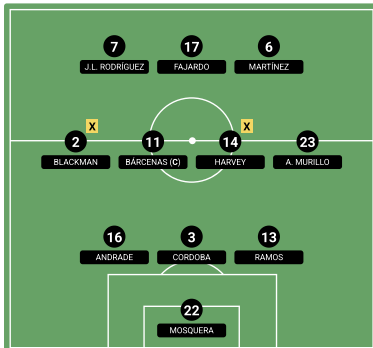 7 17 6
J.L. RODRÍGUEZ FAJARDO MARTÍNEZ
X X
2 11 14 23
BLACKMAN BÁRCENAS (C) HARVEY A. MURILLO
16 3 13
ANDRADE CORDOBA RAMOS
22
MOSQUERA